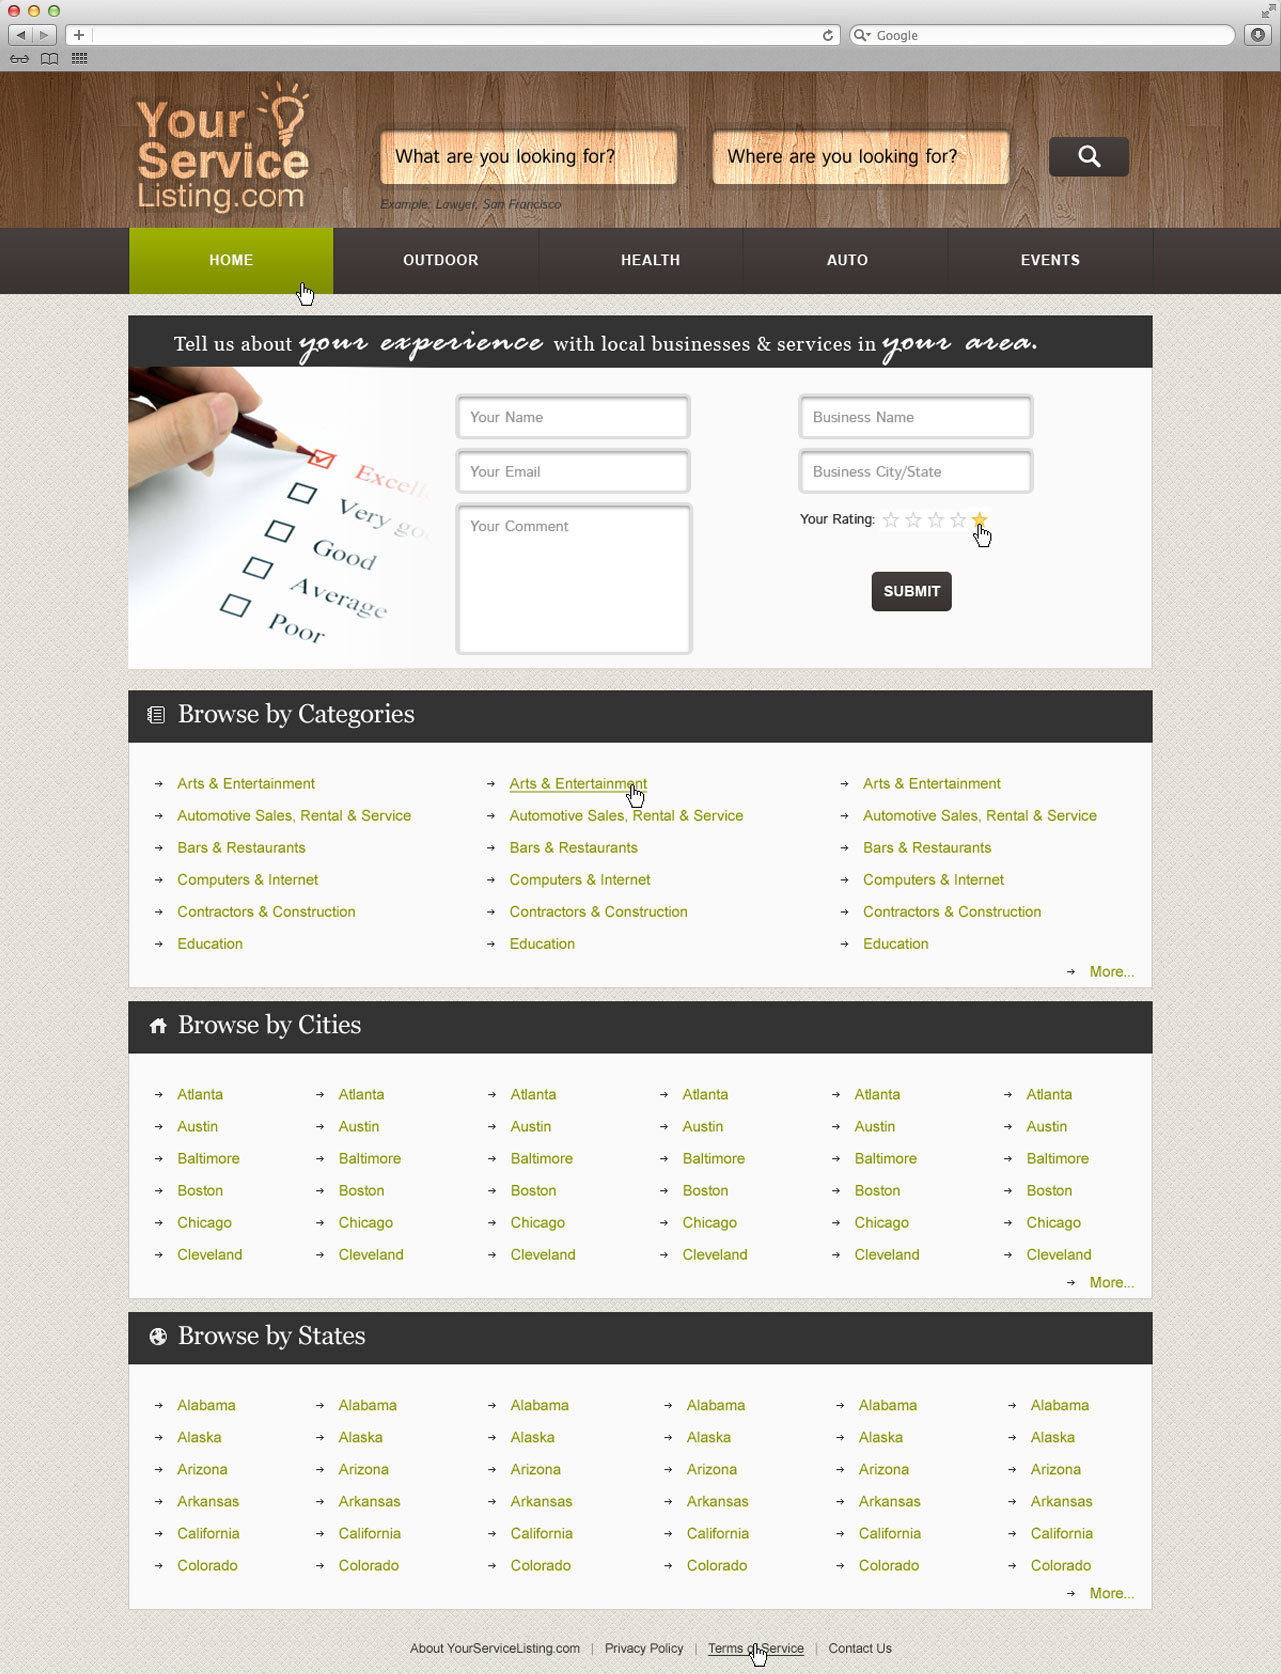 Google
Your
Service
Listing.com
What are you looking for?
Where are you looking for?
Example: Lawyer, San Francisco
HOME
OUTDOOR
HEALTH
AUTO
EVENTS
Tell us about your experience with local businesses & services in your area.
Your Name
Business Name
Your Email
Business City/State
Your Comment
Your Rating:
SUBMIT
Very
Good
Average
Poor
Browse by Categories
Arts & Entertainment Arts & Entertainment Arts & Entertainment
Automotive Sales, Rental & Service Automotive Sales, Rental & Service Automotive Sales, Rental & Service
Bars & Restaurants Bars & Restaurants Bars & Restaurants
Computers & Internet Computers & Internet Computers & Internet
Contractors & Construction Contractors & Construction Contractors & Construction
Education Education Education
More...
Browse by Cities
Atlanta Atlanta Atlanta Atlanta Atlanta Atlanta
Austin Austin Austin Austin Austin Austin
Baltimore Baltimore Baltimore Baltimore Baltimore Baltimore
Boston Boston Boston Boston Boston Boston
Chicago Chicago Chicago Chicago Chicago Chicago
Cleveland Cleveland Cleveland Cleveland Cleveland Cleveland
More...
Browse by States
Alabama Alabama Alabama Alabama Alabama Alabama
Alaska Alaska Alaska Alaska Alaska Alaska
Arizona Arizona Arizona Arizona Arizona Arizona
Arkansas Arkansas Arkansas Arkansas Arkansas Arkansas
California California California California California California
Colorado Colorado Colorado Colorado Colorado Colorado
More...
About YourServiceListing.com | Privacy Policy | Terms of Service | Contact Us